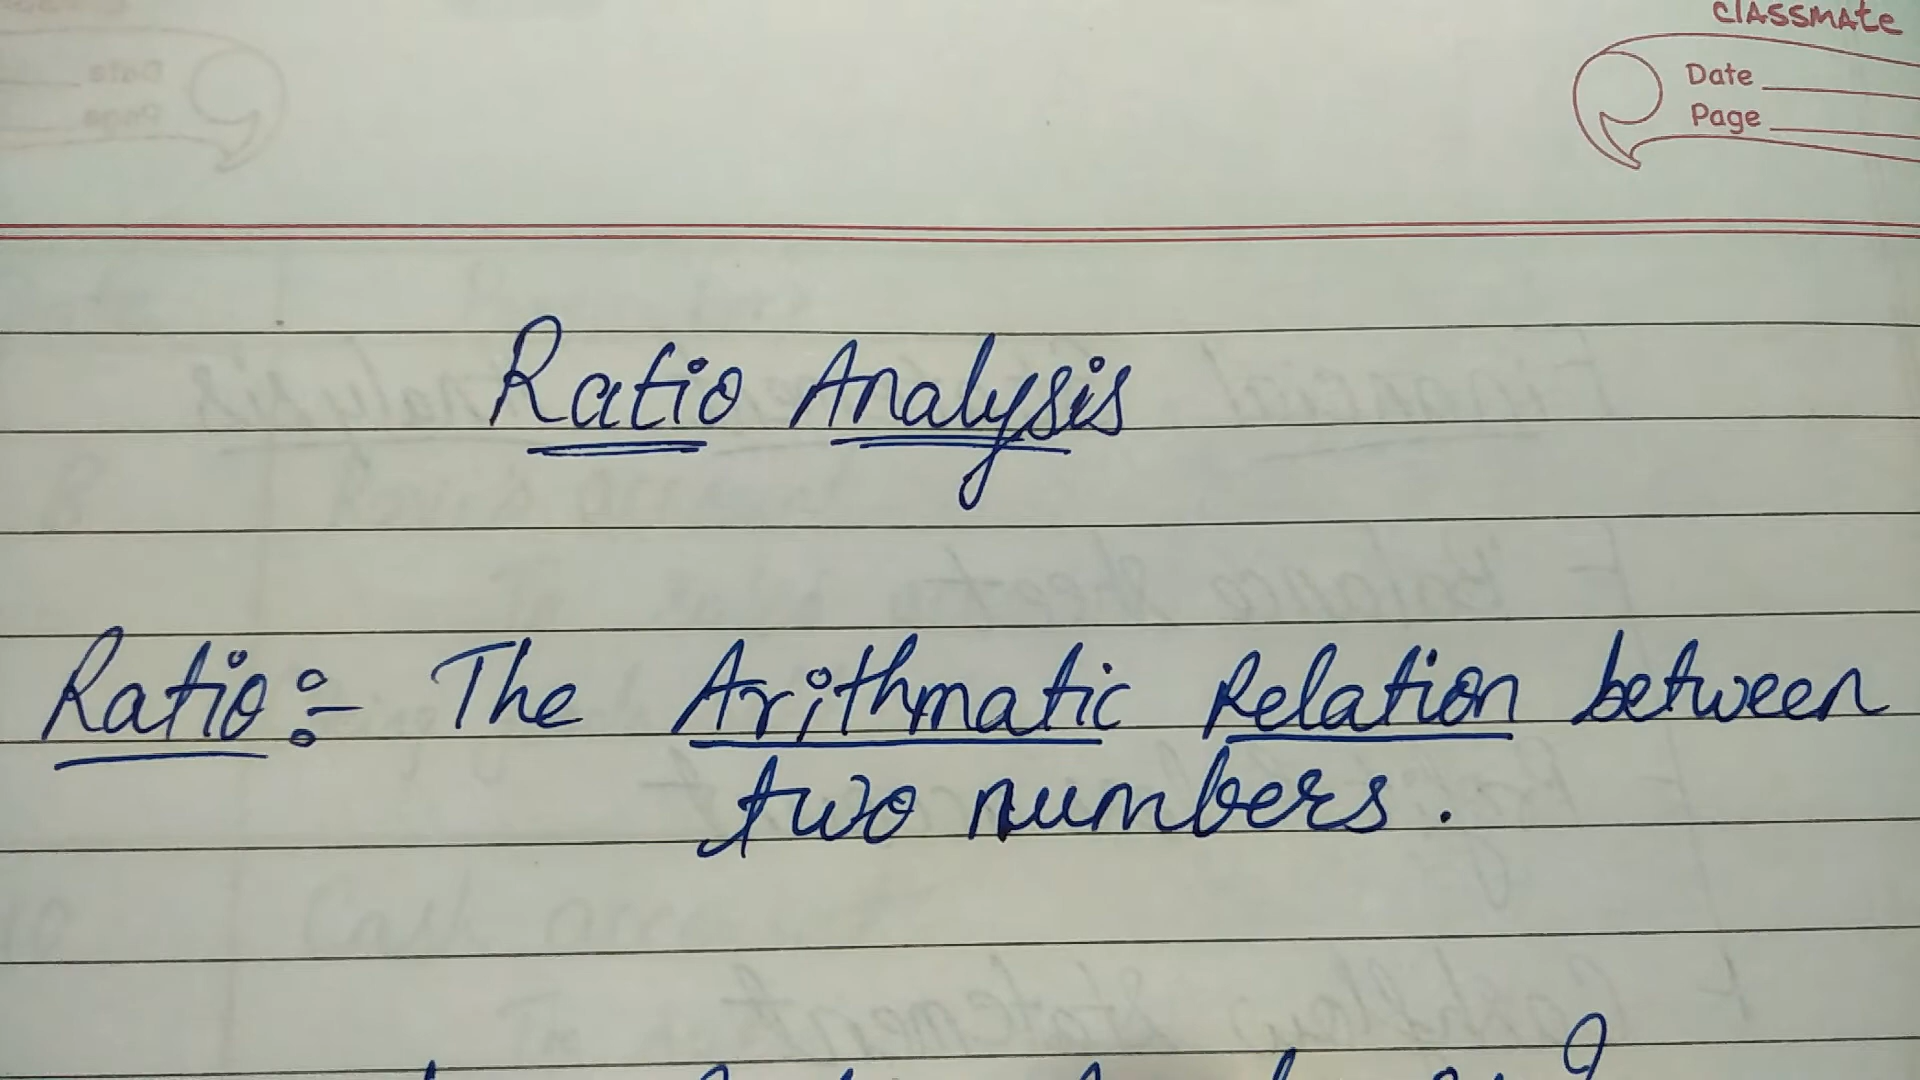 classmate
Date
Page
Ratio Analysis
Ratio:- The Arithmatic Relation between
two numbers.